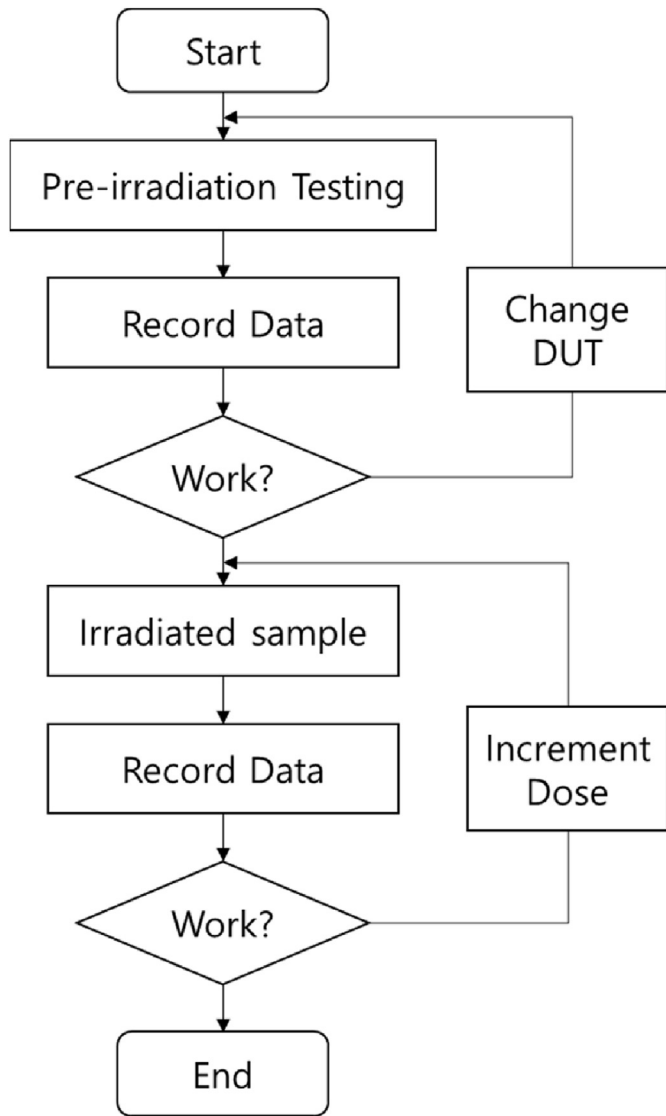 Start
Pre-irradiation Testing
Record Data
Change
DUT
Work?
Irradiated sample
Record Data
Increment
Dose
Work?
End